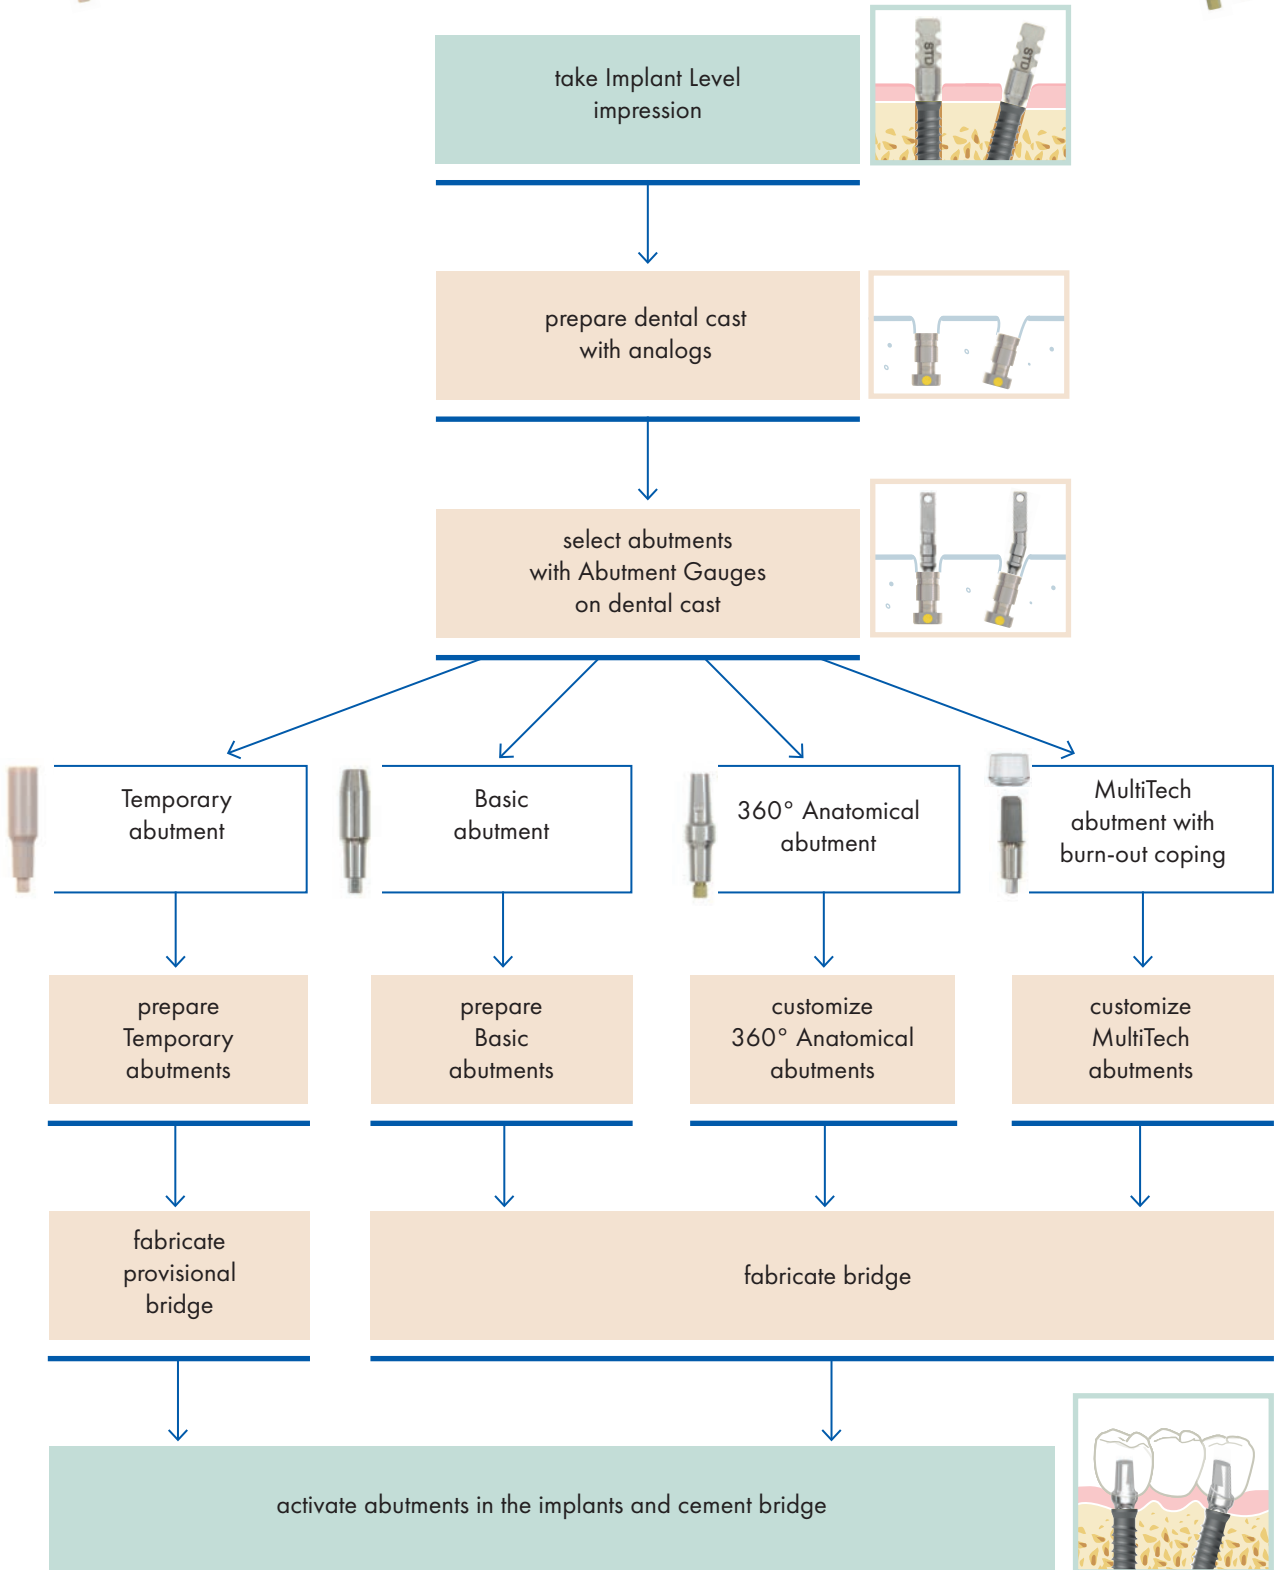 take Implant Level
impression
STD
STD
prepare dental cast
with analogs
select abutments
with Abutment Gauges
on dental cast
Temporary
abutment
Basic
abutment
360° Anatomical
abutment
MultiTech
abutment with
burn-out coping
prepare
Temporary
abutments
prepare
Basic
abutments
customize
360° Anatomical
abutments
customize
MultiTech
abutments
fabricate
provisional
bridge
fabricate bridge
activate abutments in the implants and cement bridge